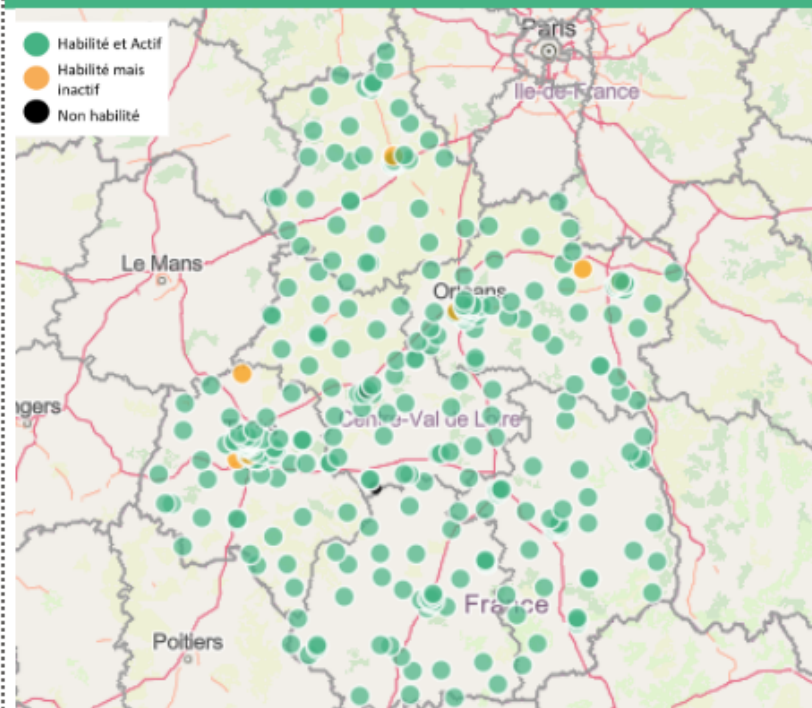 Paris
Habilité et Actif
Habilité mais
inactif
Ile-de-France
Non habilité
Le Mans
Orléans
ngers
Centre-Val de Loire
France
Poitiers